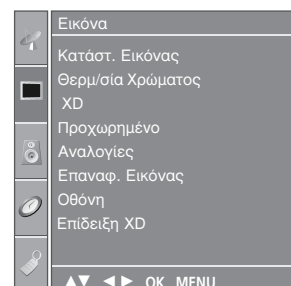 Εικόνα
Κατάστ. Εικόνας
Θερμ/σία Χρώματος
XD
Προχωρημένο
Αναλογίες
Επαναφ. Εικόνας
Οθόνη
Επίδειξη XD
▲▼ ◄► OK MENU